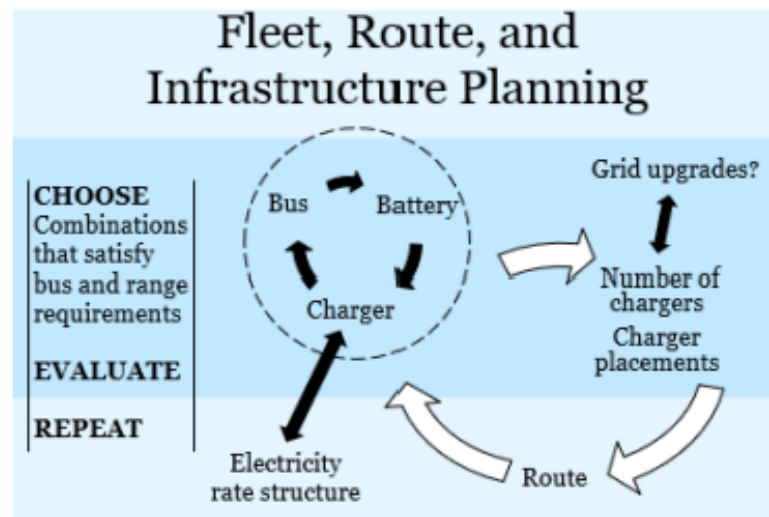 Fleet, Route, and
Infrastructure Planning
CHOOSE
Combinations
that satisfy
bus and range
requirements
EVALUATE
REPEAT
Bus
Battery
Charger
Electricity
rate structure
Grid upgrades?
Number of
chargers
Charger
placements
Route